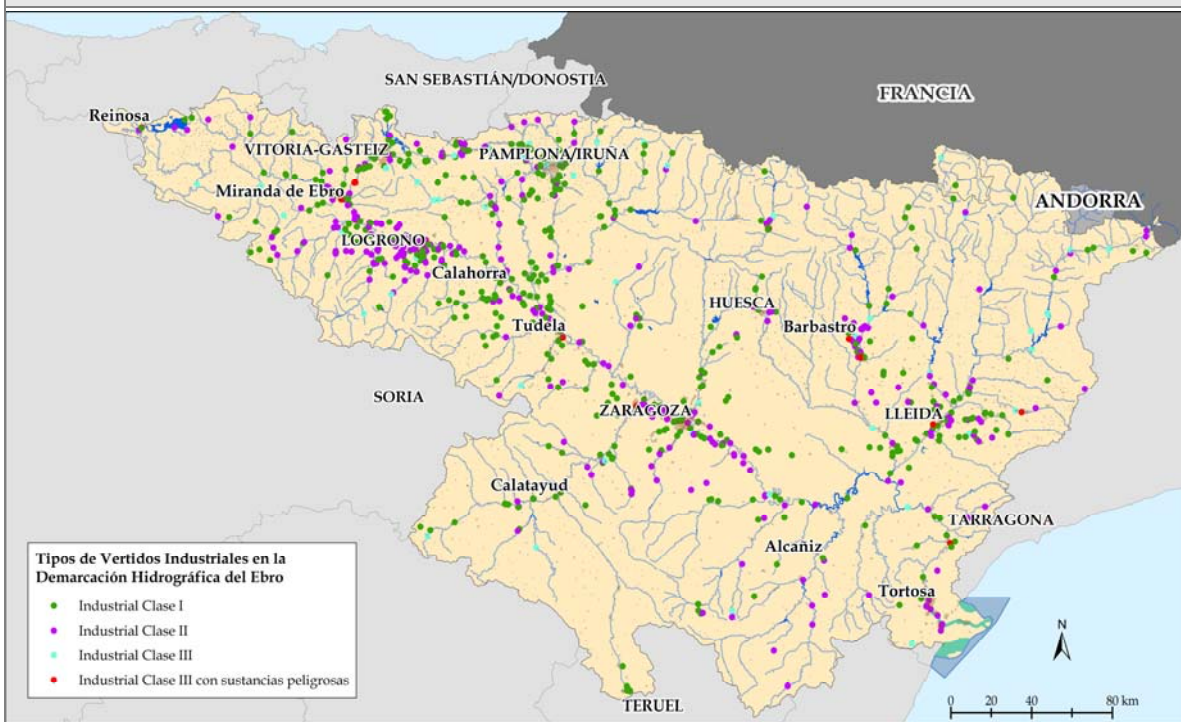 SAN SEBASTIÁN/DONOSTIA
FRANCIA
Reinosa
VITORIA-GASTEIZ
PAMPLONA/IRUÑA
Miranda de Ebro
ANDORRA
LOGROÑO
Calahorra
HUESCA
Tudela
Barbastro
SORIA
ZARAGOZA
LLEIDA
Calatayud
TARRAGONA
Alcañiz
Tortosa
TERUEL
Tipos de Vertidos Industriales en la
Demarcación Hidrográfica del Ebro
Industrial Clase I
Industrial Clase II
Industrial Clase III
Industrial Clase III con sustancias peligrosas
N
0 20 40 80 km